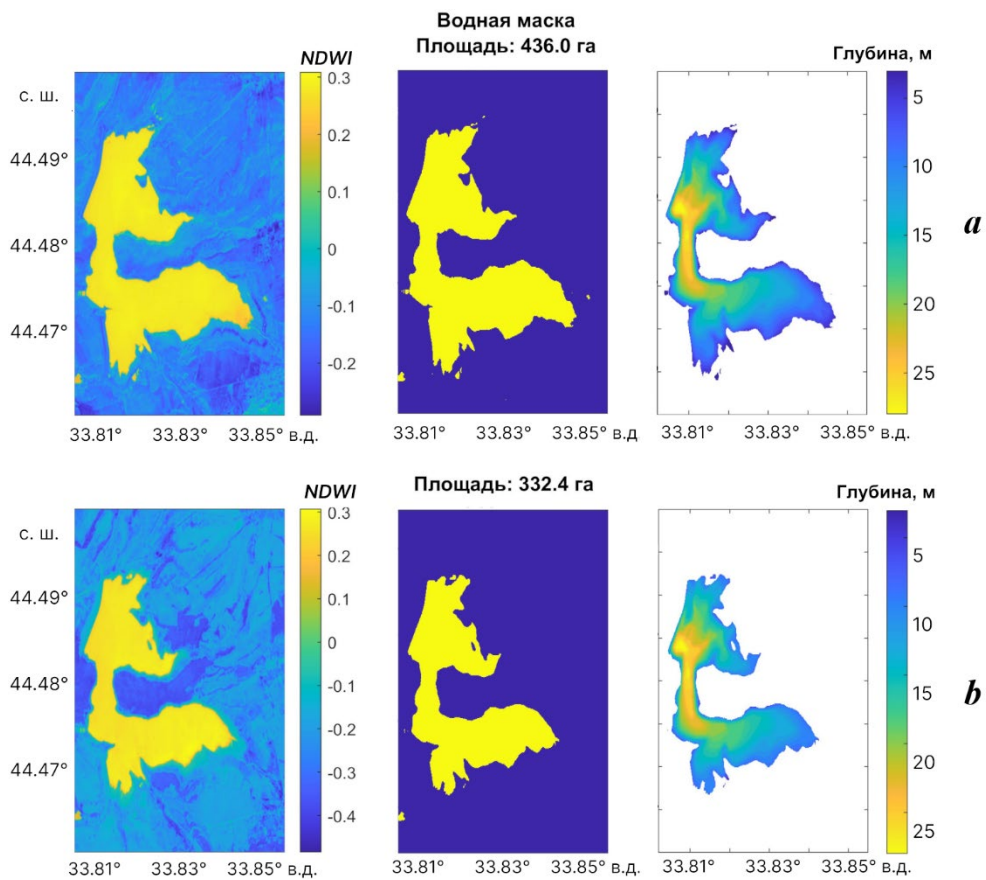 Водная маска
Площадь: 436.0 га
NDWI
Глубина, м
с. ш.
44.49°
44.48°
44.47°
0.3
0.2
0.1
0
-0.1
-0.2
5
10
15
20
25
a
33.81° 33.83° 33.85° в.д.
33.81° 33.83° 33.85° в.д
33.81° 33.83° 33.85° в.д.
NDWI
Площадь: 332.4 га
Глубина, м
с. ш.
44.49°
44.48°
44.47°
0.3
0.2
0.1
0
-0.1
-0.2
-0.3
-0.4
5
10
15
20
25
b
33.81° 33.83° 33.85° в.д.
33.81° 33.83° 33.85° в.д.
33.81° 33.83° 33.85° в.д.